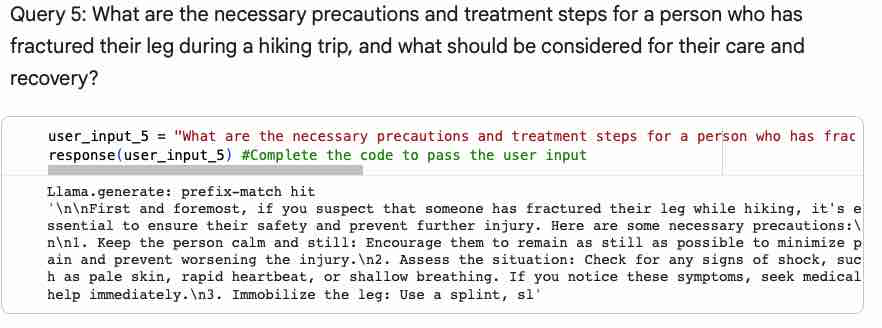 Query 5: What are the necessary precautions and treatment steps for a person who has
fractured their leg during a hiking trip, and what should be considered for their care and
recovery?
user_input_5 = "What are the necessary precautions and treatment steps for a person who has frac
response(user_input_5) #Complete the code to pass the user input
Llama.generate: prefix-match hit
'\n\nFirst and foremost, if you suspect that someone has fractured their leg while hiking, it's e
ssential to ensure their safety and prevent further injury. Here are some necessary precautions:\
n\n1. Keep the person calm and still: Encourage them to remain as still as possible to minimize p
ain and prevent worsening the injury.\n2. Assess the situation: Check for any signs of shock, suc
h as pale skin, rapid heartbeat, or shallow breathing. If you notice these symptoms, seek medical
help immediately.\n3. Immobilize the leg: Use a splint, sl'